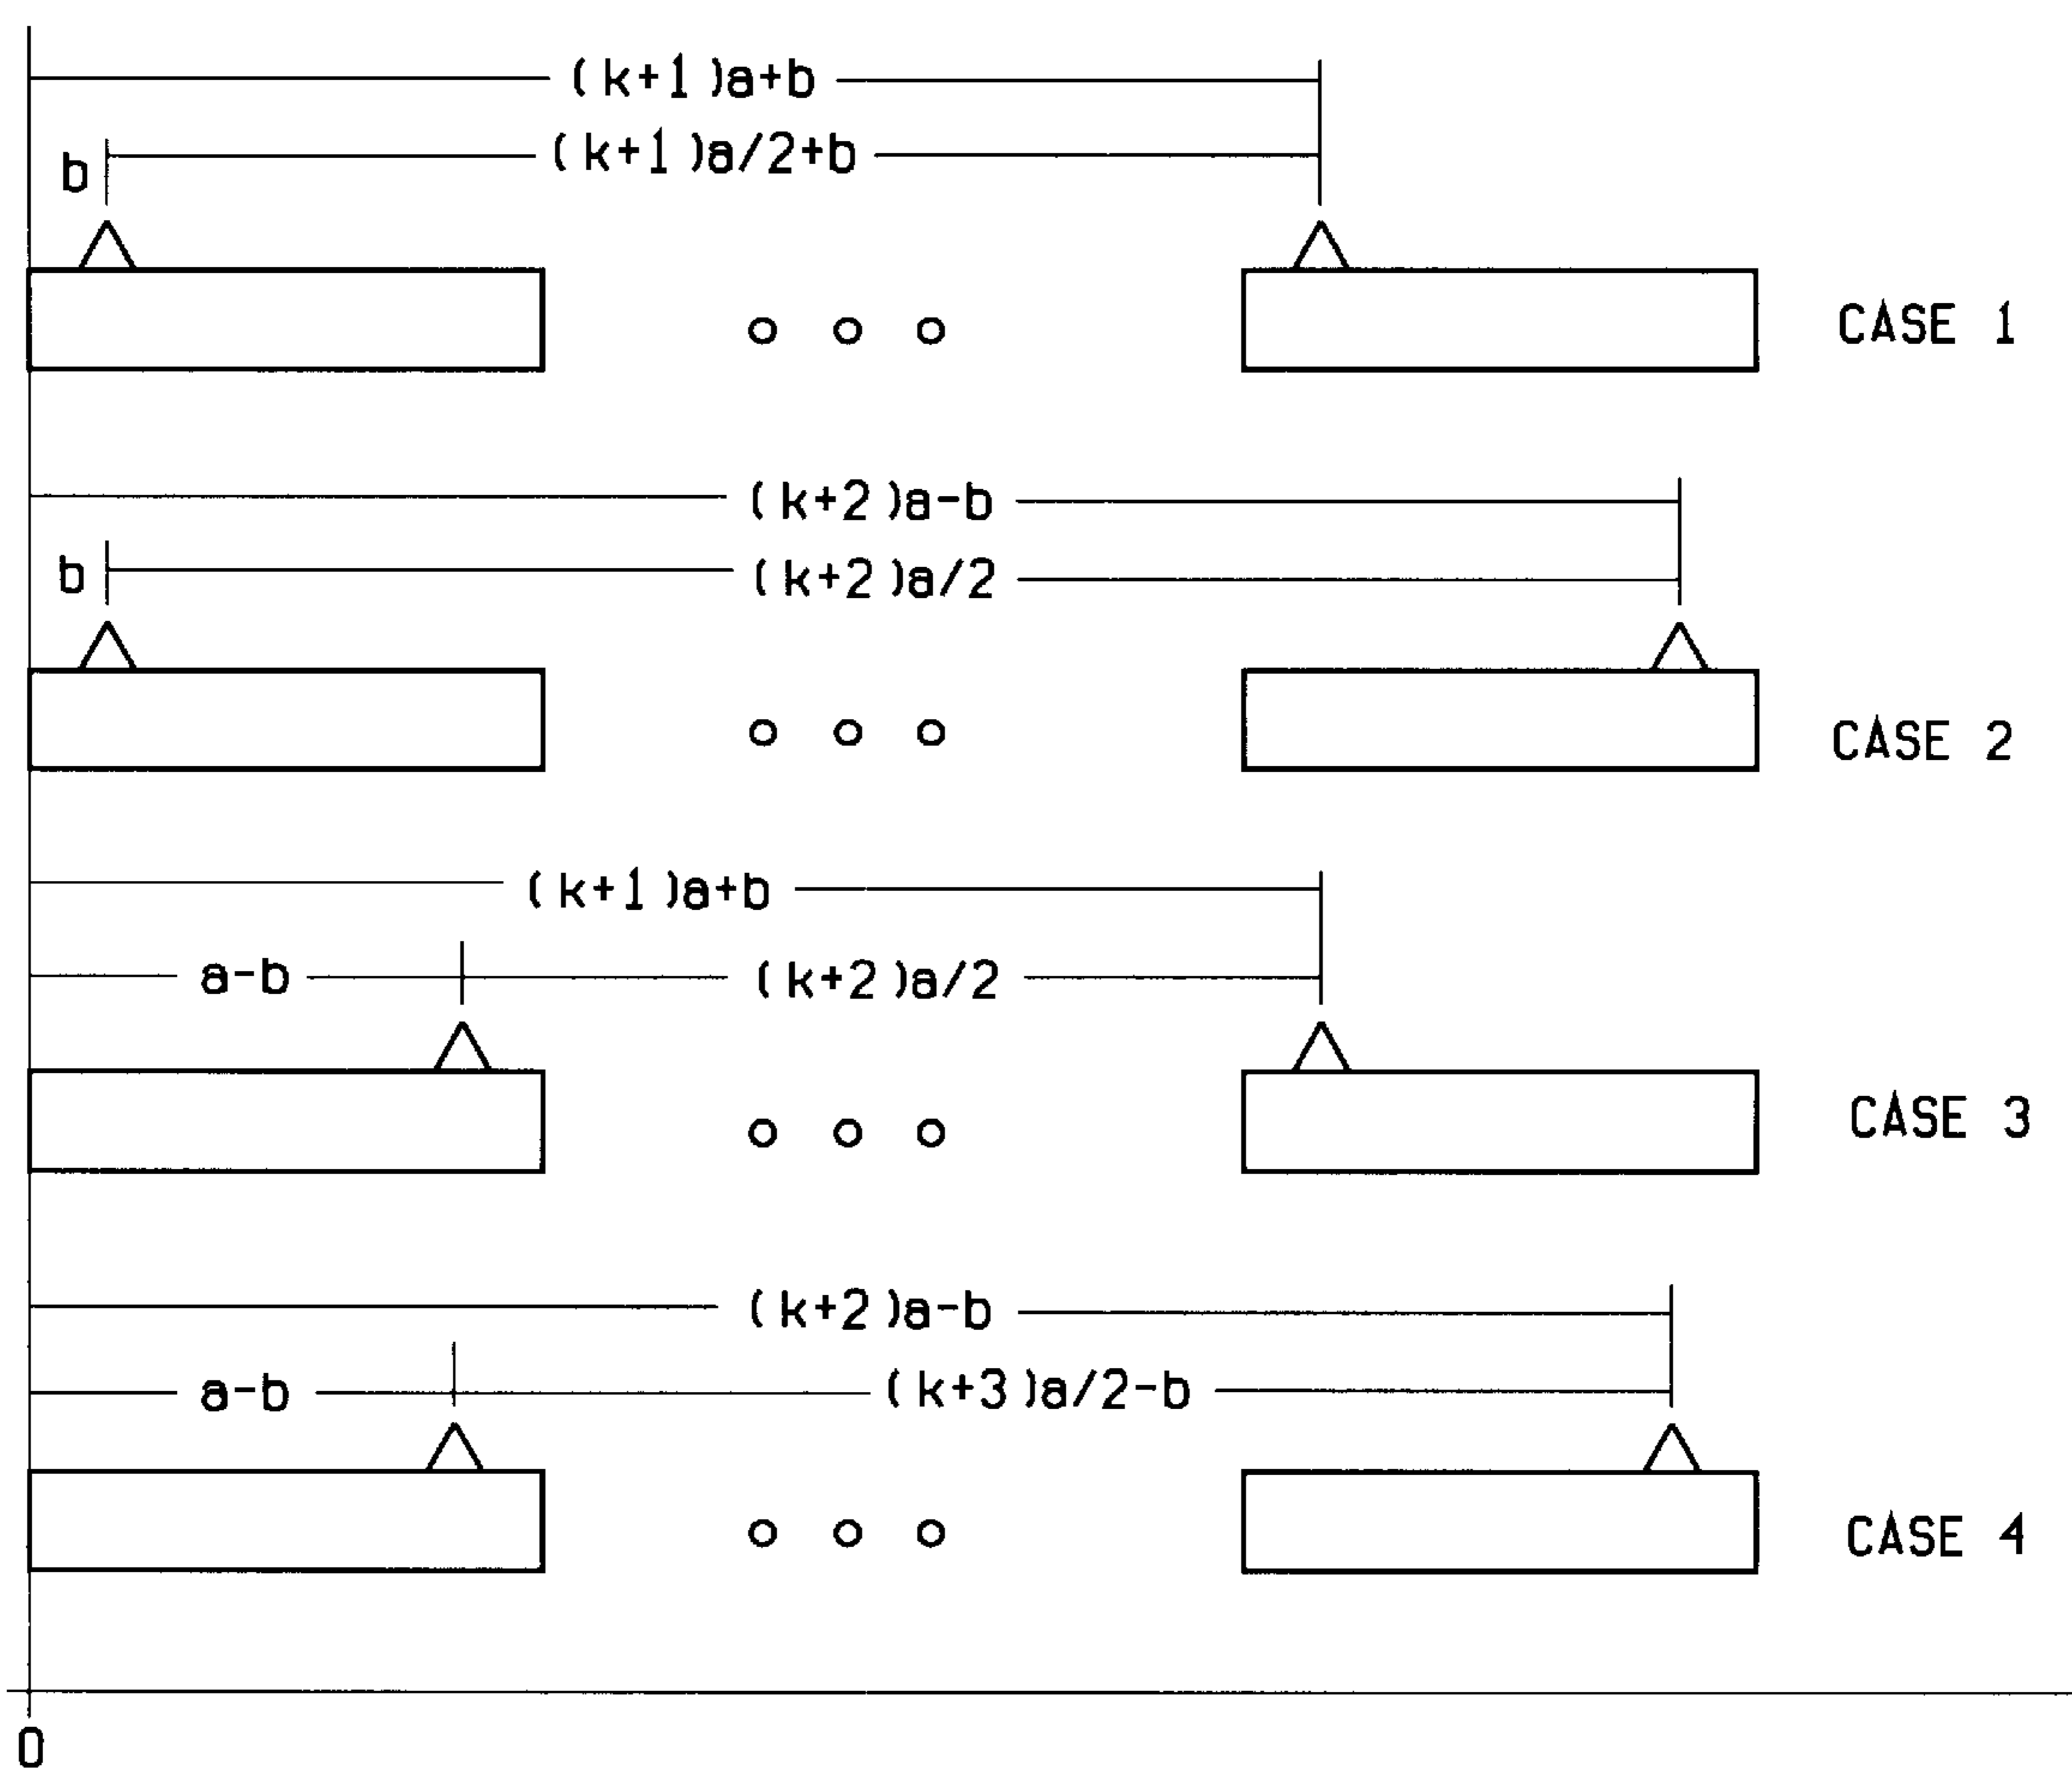 (k+1)a+b
(k+1)a/2+b
b
CASE 1
(k+2)a-b
b
(k+2)a/2
CASE 2
(k+1)a+b
a-b
(k+2)a/2
CASE 3
(k+2)a-b
a-b
(k+3)a/2-b
CASE 4
0